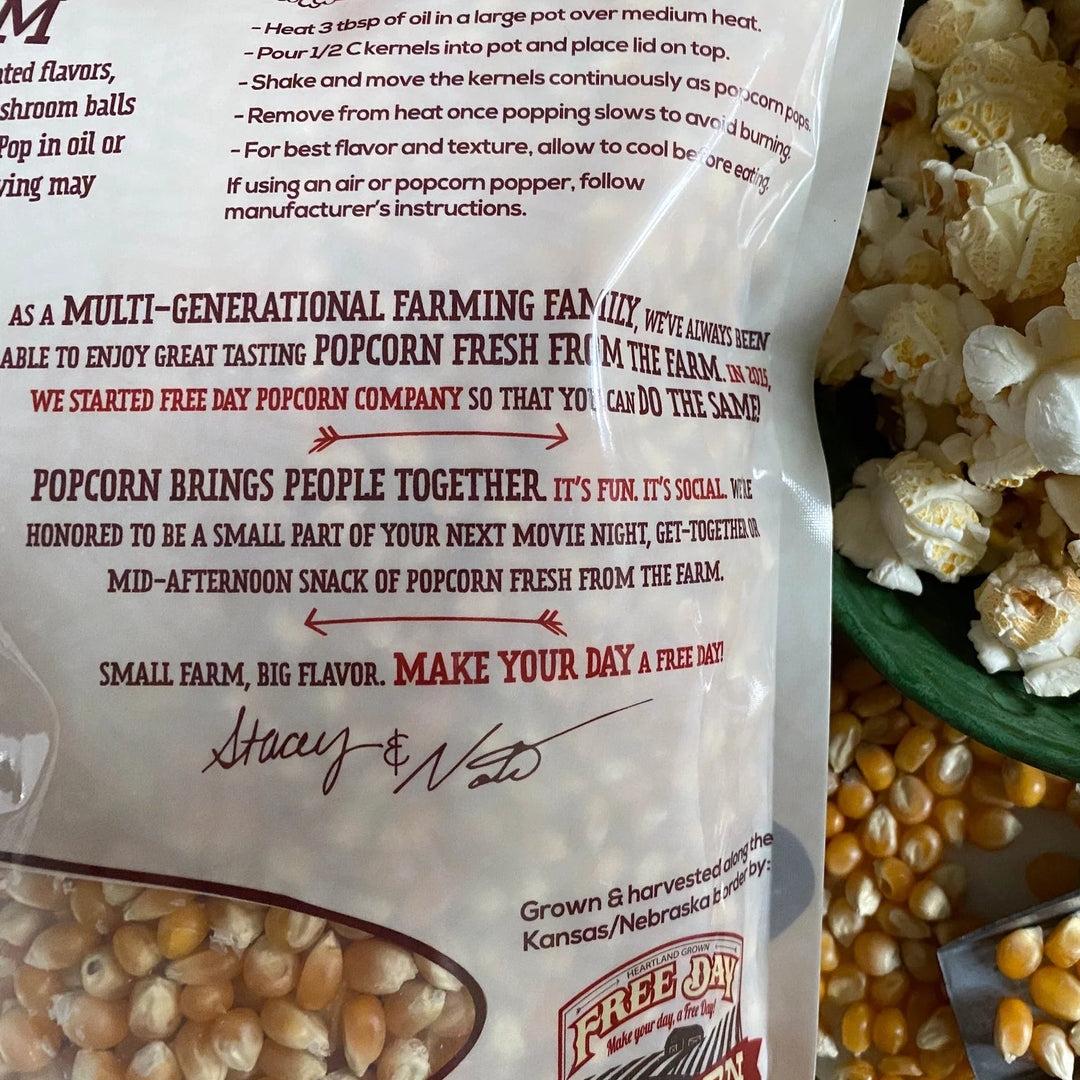 M
- Heat 3 tbsp of oil in a large pot over medium heat.
- Pour 1/2 C kernels into pot and place lid on top.
- Shake and move the kernels continuously as popcorn pops.
- Remove from heat once popping slows to avoid burning.
- For best flavor and texture, allow to cool before eating.
If using an air or popcorn popper, follow
manufacturer's instructions.
flavors,
balls
Pop in oil or
may
AS A MULTI-GENERATIONAL FARMING FAMILY, WE'VE ALWAYS BEEN
ABLE TO ENJOY GREAT TASTING POPCORN FRESH FROM THE FARM. IN 2015,
WE STARTED FREE DAY POPCORN COMPANY SO THAT YOU CAN DO THE SAME!
POPCORN BRINGS PEOPLE TOGETHER. IT'S FUN. IT'S SOCIAL. WE'RE
HONORED TO BE A SMALL PART OF YOUR NEXT MOVIE NIGHT, GET-TOGETHER OR
MID-AFTERNOON SNACK OF POPCORN FRESH FROM THE FARM.
SMALL FARM, BIG FLAVOR. MAKE YOUR DAY A FREE DAY!
Stacey & Nate
Grown & harvested along the
Kansas/Nebraska border by:
HEARTLAND GROWN
FREE DAY
Make your day, a Free Day!